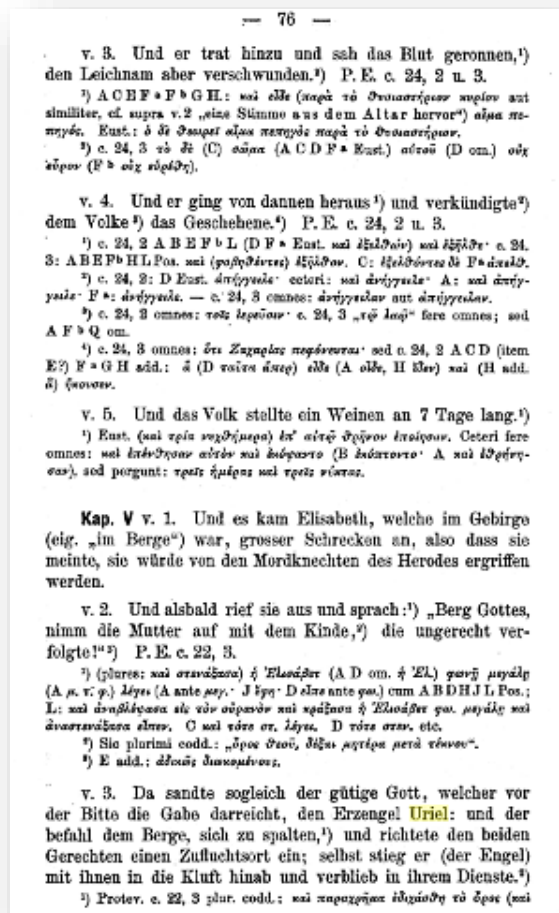 — 76 —
v. 3. Und er trat hinzu und sah das Blut geronnen,¹)
den Leichnam aber verschwunden.²) P. E. c. 24, 2 u. 3.
¹) A C E F ᵃ F ᵇ G H.: καὶ εἶδε (παρὰ τὸ θυσιαστήριον κυρίου aut
similiter, cf. supra v. 2 „eine Stimme aus dem Altar hervor“) αἷμα πε-
πηγός. Eust.: ὁ δὲ θεωρεῖ αἷμα πεπηγὸς παρὰ τὸ θυσιαστήριον.
²) c. 24, 3 τὸ δὲ (C) σῶμα (A C D F ᵃ Eust.) αὐτοῦ (D om.) οὐχ
εὗρον (F ᵇ οὐχ εὑρέθη).
v. 4. Und er ging von dannen heraus¹) und verkündigte²)
dem Volke³) das Geschehene.⁴) P. E. c. 24, 2 u. 3.
¹) c. 24, 2 A B E F ᵇ L (D F ᵃ Eust. καὶ ἐξελθὼν) καὶ ἐξῆλθε· c. 24,
3: A B E F ᵇ H L Pos. καὶ (φοβηθέντες) ἐξῆλθον. C: ἐξελθόντες δὲ F ᵃ ἀπελθ.
²) c. 24, 2: D Eust. ἀπήγγειλε· ceteri: καὶ ἀνήγγειλε· A: καὶ ἀπήγ-
γειλε· F ᵃ: ἀνήγγειλε. — c. 24, 3 omnes: ἀνήγγειλαν aut ἀπήγγειλαν.
³) c. 24, 2 omnes: τοῖς ἱερεῦσιν· c. 24, 3 „τῷ λαῷ“ fere omnes; sed
A F ᵇ Q om.
⁴) c. 24, 3 omnes: ὅτι Ζαχαρίας πεφόνευται· sed c. 24, 2 A C D (item
E?) F ᵃ G H add.: ἃ (D ταῦτα ἅπερ) εἶδε (A οἶδε, H ἶδεν) καὶ (H add.
ἃ) ἤκουσεν.
v. 5. Und das Volk stellte ein Weinen an 7 Tage lang.¹)
¹) Eust. (καὶ τρία νυχθήμερα) ἐπ' αὐτῷ θρῆνον ἐποίησαν. Ceteri fere
omnes: καὶ ἐπένθησαν αὐτὸν καὶ ἐκόψαντο (B ἐκόπτοντο· A καὶ ἐθρήνη-
σαν), sed pergunt: τρεῖς ἡμέρας καὶ τρεῖς νύκτας.
Kap. V v. 1. Und es kam Elisabeth, welche im Gebirge
(eig. „im Berge“) war, grosser Schrecken an, also dass sie
meinte, sie würde von den Mordknechten des Herodes ergriffen
werden.
v. 2. Und alsbald rief sie aus und sprach:¹) „Berg Gottes,
nimm die Mutter auf mit dem Kinde,²) die ungerecht ver-
folgte!“³) P. E. c. 22, 3.
¹) (plures: καὶ στενάξασα) ἡ Ἐλισάβετ (A D om. ἡ Ἐλ.) φωνῇ μεγάλῃ
(A μ. τ. φ.) λέγει (A ante μεγ.· J ἔφη· D εἶπε ante φω.) cum A B D H J L Pos.;
L: καὶ ἀναβλέψασα εἰς τὸν οὐρανὸν καὶ κράξασα ἡ Ἐλισάβετ φω. μεγάλῃ καὶ
ἀναστενάξασα εἶπεν. C καὶ τότε στ. λέγει. D τότε στεν. etc.
²) Sic plurimi codd.: „ὄρος θεοῦ, δέξαι μητέρα μετὰ τέκνου“.
³) E add.: ἀδικῶς διωκομένους.
v. 3. Da sandte sogleich der gütige Gott, welcher vor
der Bitte die Gabe darreicht, den Erzengel Uriel: und der
befahl dem Berge, sich zu spalten,¹) und richtete den beiden
Gerechten einen Zufluchtsort ein; selbst stieg er (der Engel)
mit ihnen in die Kluft hinab und verblieb in ihrem Dienste.²)
¹) Protev. c. 22, 3 plur. codd.: καὶ παραχρῆμα ἐδιχάσθη τὸ ὄρος (καὶ